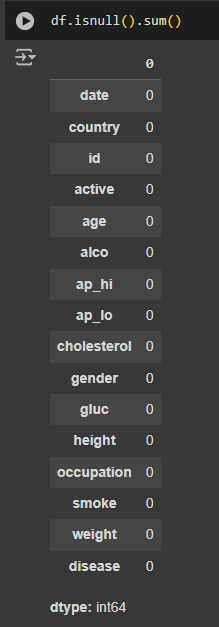 df.isnull().sum()
0
date 0
country 0
id 0
active 0
age 0
alco 0
ap_hi 0
ap_lo 0
cholesterol 0
gender 0
gluc 0
height 0
occupation 0
smoke 0
weight 0
disease 0
dtype: int64